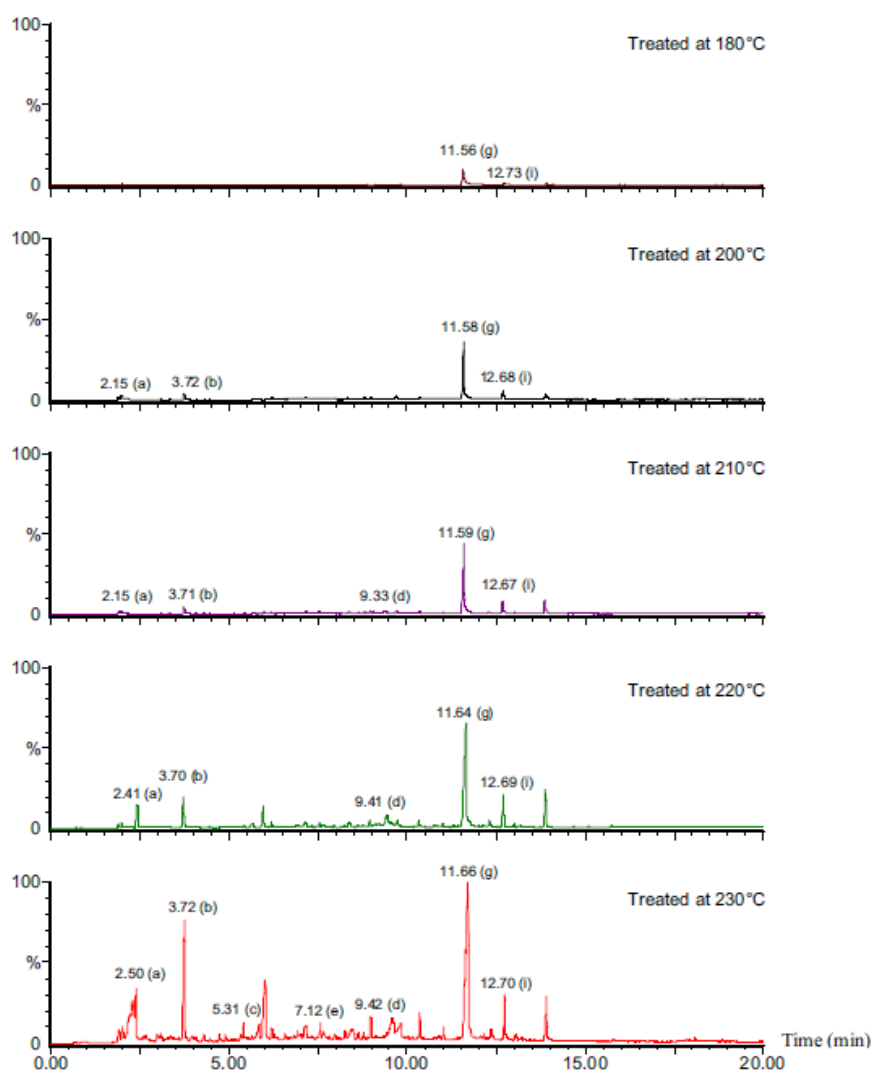 100
Treated at 180°C
%
11.56 (g)
12.73 (i)
0
100
Treated at 200°C
%
11.58 (g)
2.15 (a)
3.72 (b)
12.68 (i)
0
100
Treated at 210°C
%
11.59 (g)
2.15 (a)
3.71 (b)
9.33 (d)
12.67 (i)
0
100
Treated at 220°C
11.64 (g)
%
3.70 (b)
12.69 (i)
2.41 (a)
9.41 (d)
0
100
11.66 (g)
Treated at 230°C
3.72 (b)
%
2.50 (a)
12.70 (i)
5.31 (c)
7.12 (e)
9.42 (d)
0
Time (min)
0.00
5.00
10.00
15.00
20.00